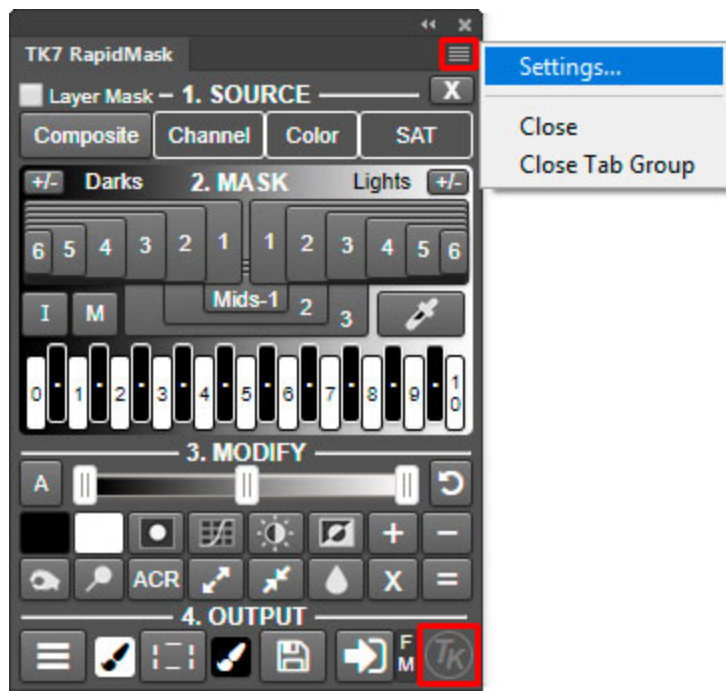 TK7 RapidMask
Settings...
Close
Close Tab Group
Layer Mask 1. SOURCE X
Composite Channel Color SAT
+/- Darks 2. MASK Lights +/-
6 5 4 3 2 1 1 2 3 4 5 6
I M Mids-1 2 3
0 1 2 3 4 5 6 7 8 9 10
3. MODIFY
A
+ −
ACR X =
4. OUTPUT
F M TK